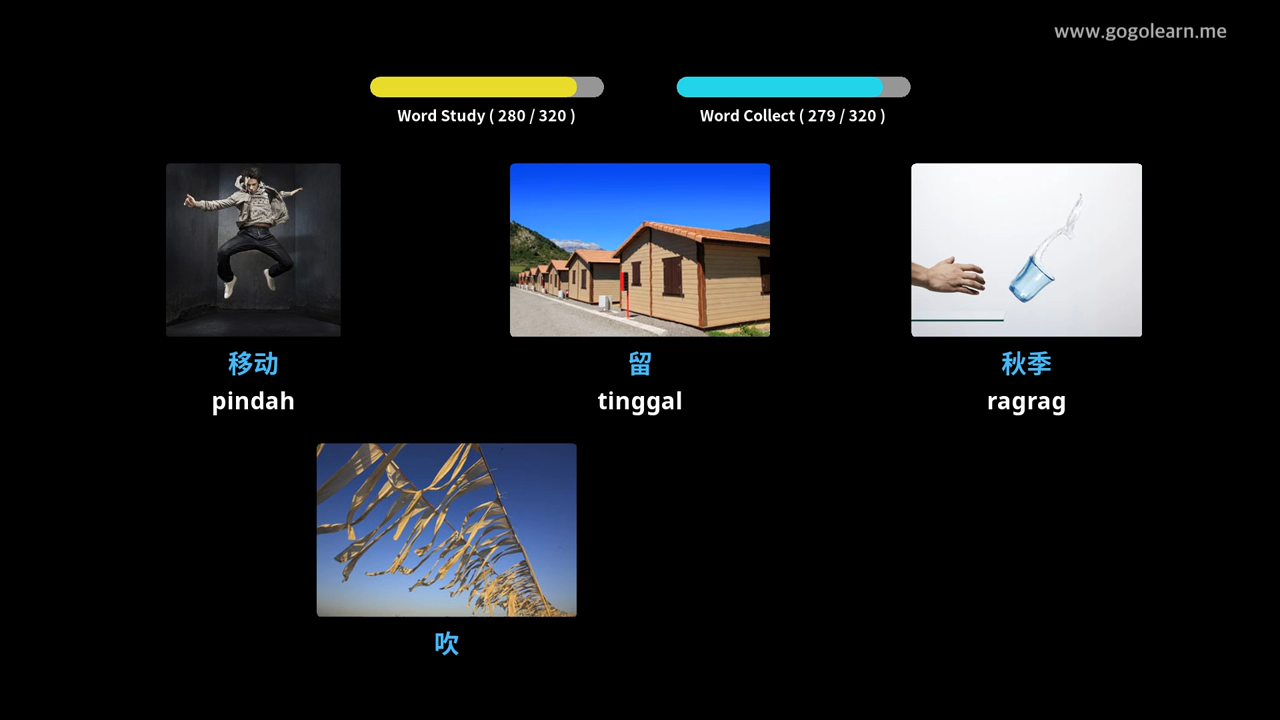 www.gogolearn.me
Word Study ( 280 / 320 )
Word Collect ( 279 / 320 )
移动
pindah
留
tinggal
秋季
ragrag
吹